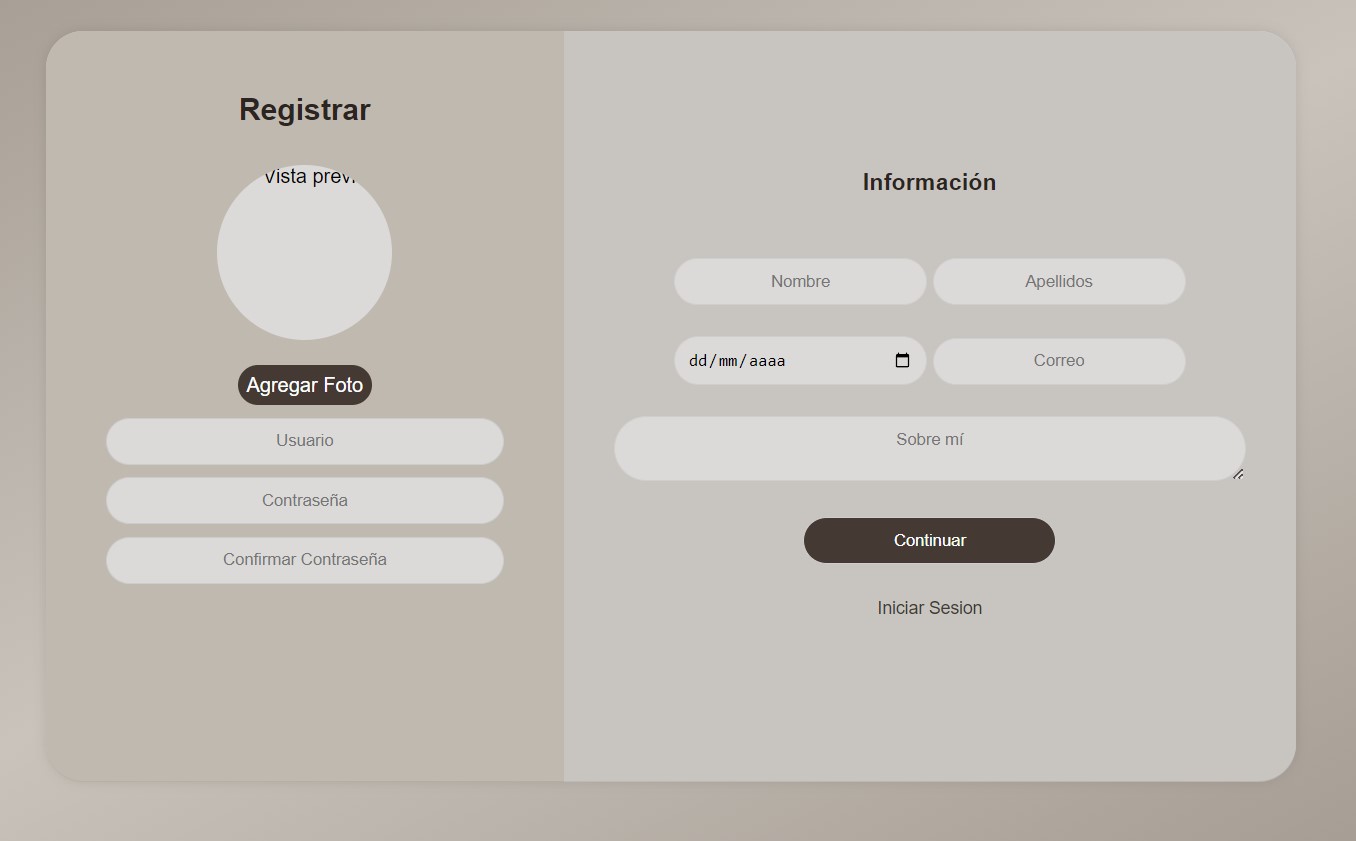 Registrar
Vista previ
Agregar Foto
Usuario
Contraseña
Confirmar Contraseña
Información
Nombre
Apellidos
dd/mm/aaaa
Correo
Sobre mí
Continuar
Iniciar Sesion